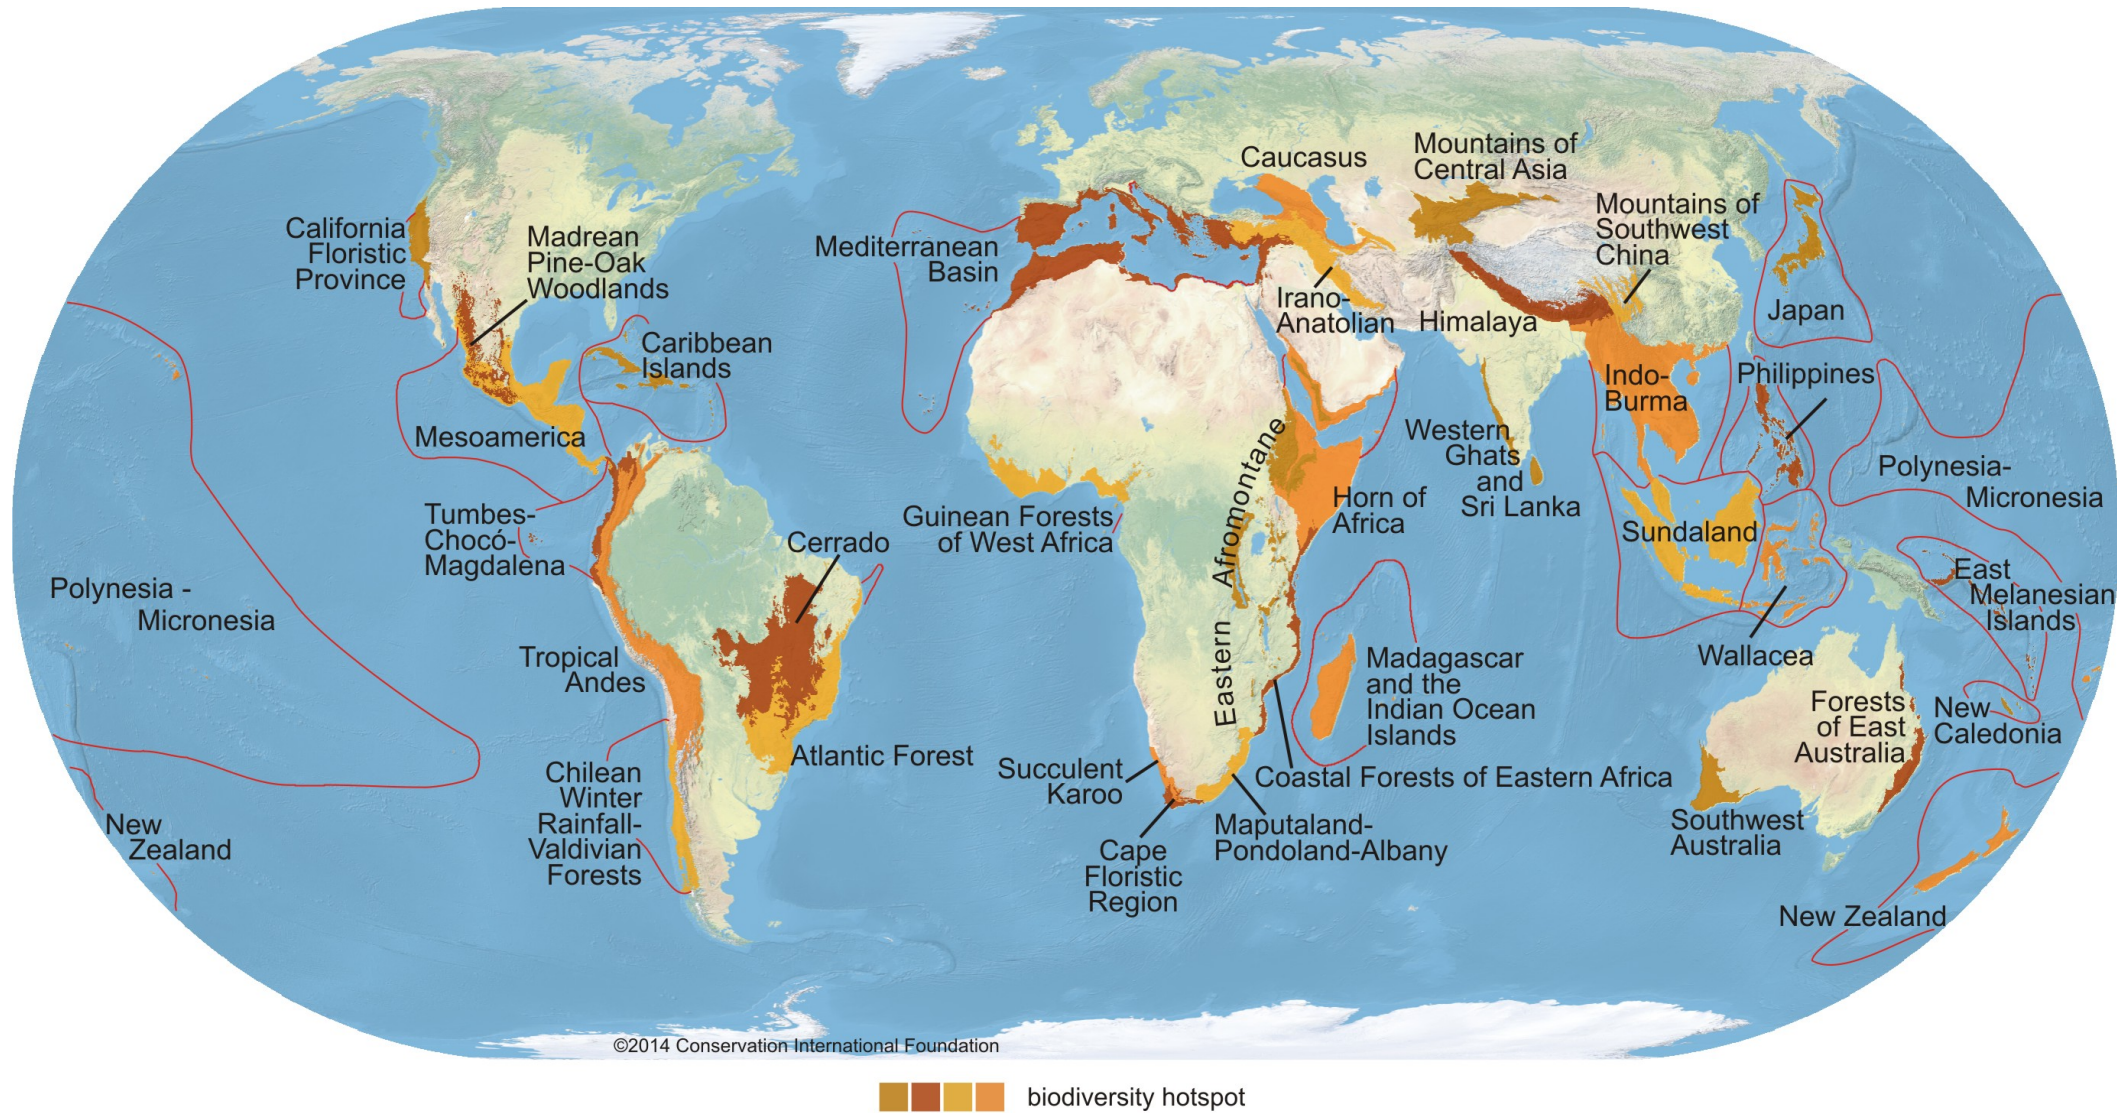 Caucasus
Mountains of
Central Asia
Mountains of
Southwest
China
California
Floristic
Province
Madrean
Pine-Oak
Woodlands
Mediterranean
Basin
Irano-
Anatolian
Himalaya
Japan
Caribbean
Islands
Indo-
Burma
Philippines
Mesoamerica
Western
Ghats
and
Sri Lanka
Polynesia-
Micronesia
Tumbes-
Chocó-
Magdalena
Cerrado
Guinean Forests
of West Africa
Eastern Afromontane
Horn of
Africa
Sundaland
East
Melanesian
Islands
Polynesia -
Micronesia
Tropical
Andes
Madagascar
and the
Indian Ocean
Islands
Wallacea
Forests
of East
Australia
New
Caledonia
Atlantic Forest
Chilean
Winter
Rainfall-
Valdivian
Forests
Succulent
Karoo
Coastal Forests of Eastern Africa
New
Zealand
Cape
Floristic
Region
Maputaland-
Pondoland-Albany
Southwest
Australia
New Zealand
©2014 Conservation International Foundation
biodiversity hotspot